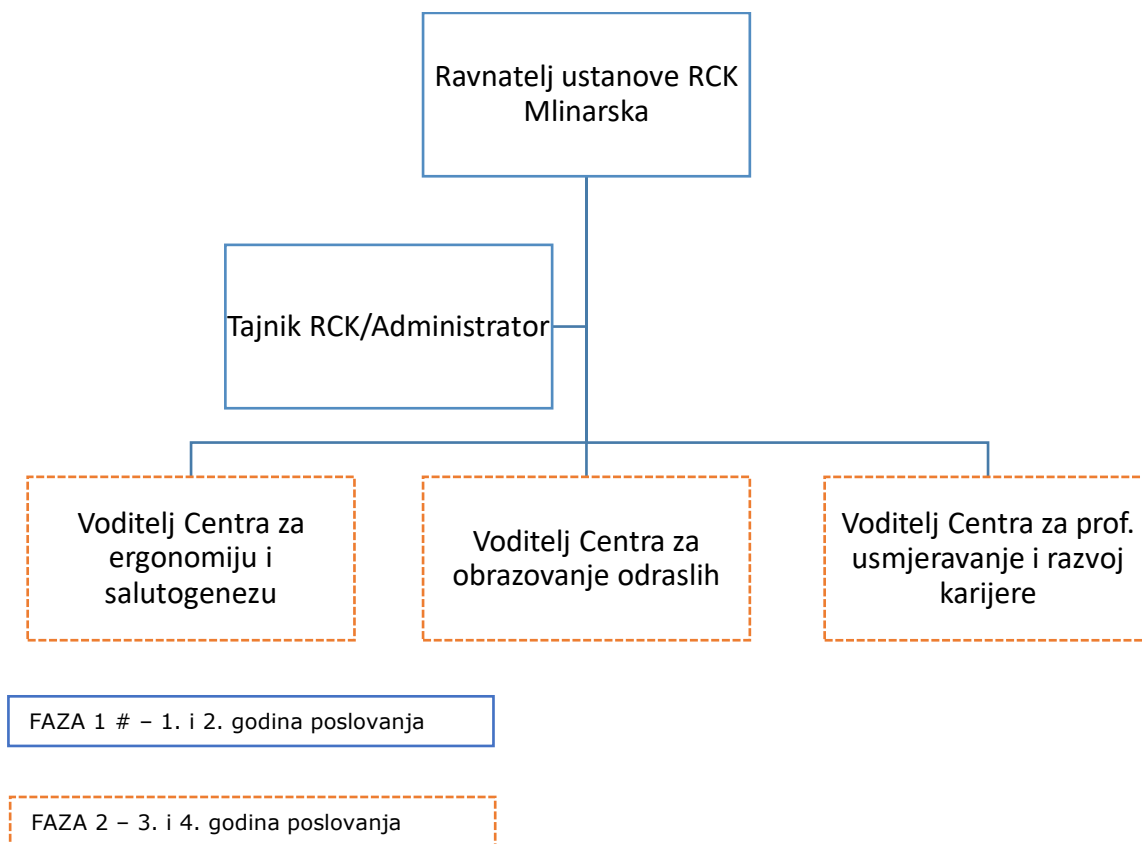 Ravnatelj ustanove RCK
Mlinarska
Tajnik RCK/Administrator
Voditelj Centra za
ergonomiju i
salutogenezu
Voditelj Centra za
obrazovanje odraslih
Voditelj Centra za prof.
usmjeravanje i razvoj
karijere
FAZA 1 # – 1. i 2. godina poslovanja
FAZA 2 – 3. i 4. godina poslovanja